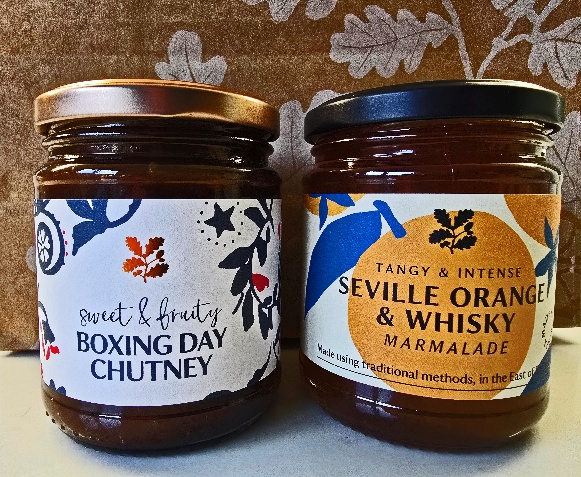 sweet & fruity
BOXING DAY
CHUTNEY
TANGY & INTENSE
SEVILLE ORANGE
& WHISKY
MARMALADE
Made using traditional methods, in the East of